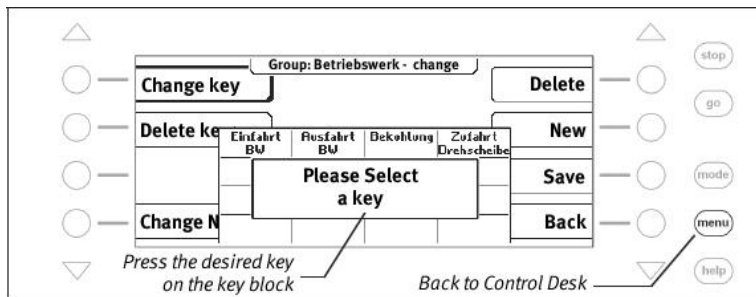 Group: Betriebswerk - change
Change key
Delete
stop
go
Delete ke
New
Einfahrt BW
Ausfahrt BW
Bekohlung
Zufahrt Drehscheibe
Please Select
a key
Save
mode
Change N
Back
menu
Press the desired key
on the key block
Back to Control Desk
help